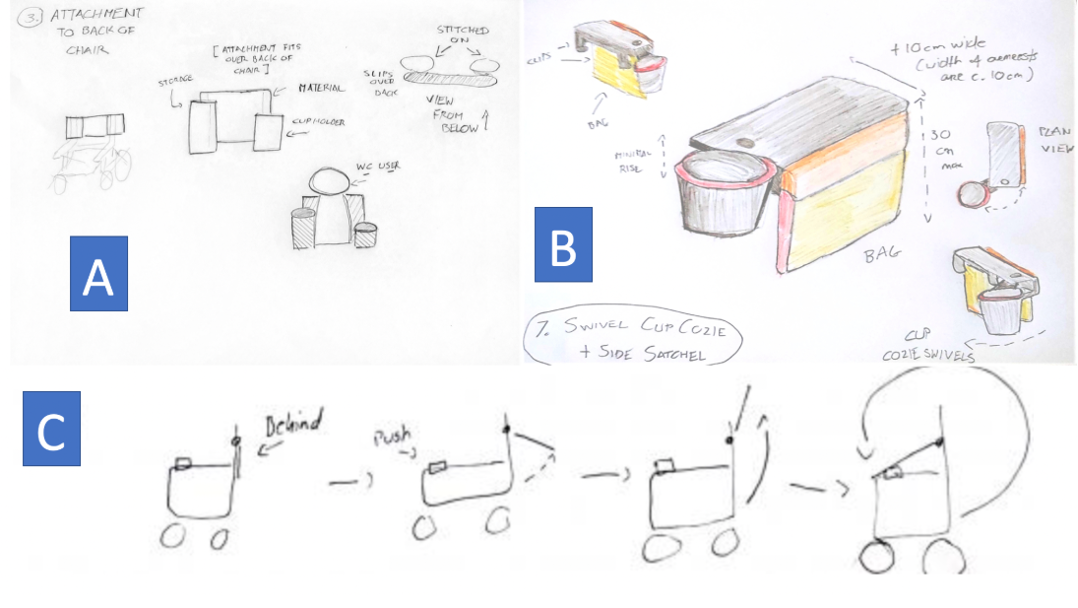 3. ATTACHMENT
TO BACK OF
CHAIR
[ATTACHMENT FITS
OVER BACK OF
CHAIR]
STORAGE
MATERIAL
CUPHOLDER
STITCHED
ON
SLIPS
OVER
BACK
VIEW
FROM
BELOW
WC USER
A
CLIPS
BAG
+10cm wide
(width of armrests
are c. 10cm)
MINIMAL
RISE
30
cm
max
PLAN
VIEW
BAG
B
7. SWIVEL CUP COZIE
+ SIDE SATCHEL
CUP
COZIE SWIVELS
C
Behind
Push